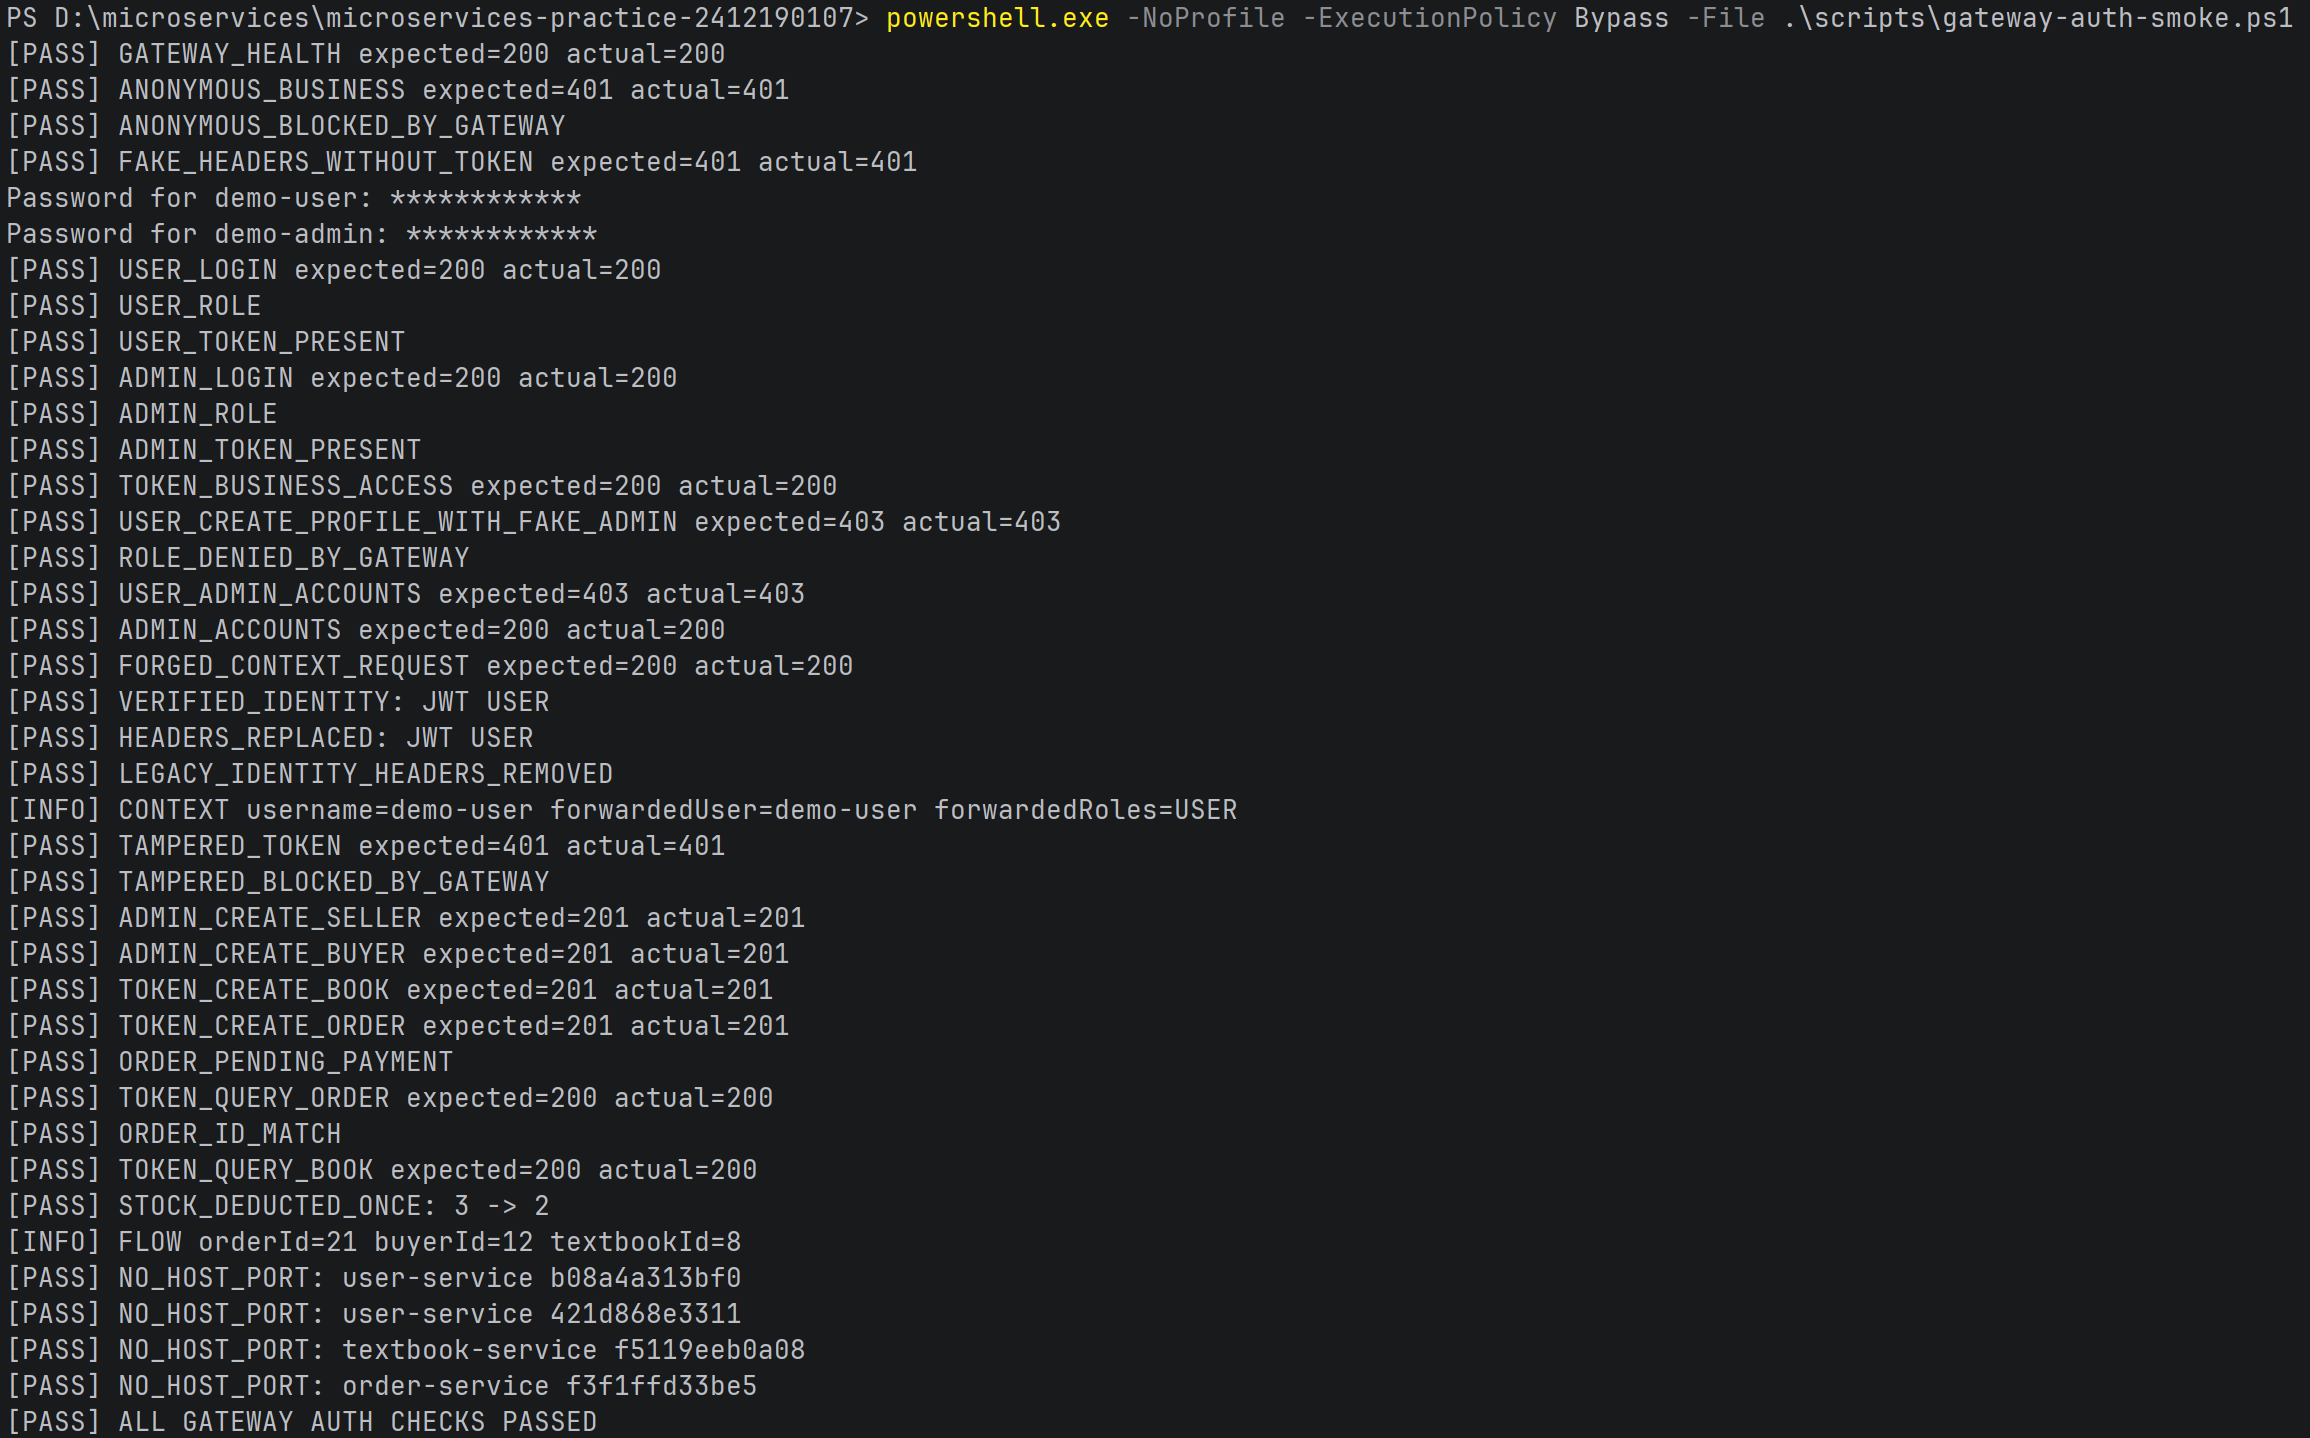 PS D:\microservices\microservices-practice-2412190107> powershell.exe -NoProfile -ExecutionPolicy Bypass -File .\scripts\gateway-auth-smoke.ps1
[PASS] GATEWAY_HEALTH expected=200 actual=200
[PASS] ANONYMOUS_BUSINESS expected=401 actual=401
[PASS] ANONYMOUS_BLOCKED_BY_GATEWAY
[PASS] FAKE_HEADERS_WITHOUT_TOKEN expected=401 actual=401
Password for demo-user: ************
Password for demo-admin: ************
[PASS] USER_LOGIN expected=200 actual=200
[PASS] USER_ROLE
[PASS] USER_TOKEN_PRESENT
[PASS] ADMIN_LOGIN expected=200 actual=200
[PASS] ADMIN_ROLE
[PASS] ADMIN_TOKEN_PRESENT
[PASS] TOKEN_BUSINESS_ACCESS expected=200 actual=200
[PASS] USER_CREATE_PROFILE_WITH_FAKE_ADMIN expected=403 actual=403
[PASS] ROLE_DENIED_BY_GATEWAY
[PASS] USER_ADMIN_ACCOUNTS expected=403 actual=403
[PASS] ADMIN_ACCOUNTS expected=200 actual=200
[PASS] FORGED_CONTEXT_REQUEST expected=200 actual=200
[PASS] VERIFIED_IDENTITY: JWT USER
[PASS] HEADERS_REPLACED: JWT USER
[PASS] LEGACY_IDENTITY_HEADERS_REMOVED
[INFO] CONTEXT username=demo-user forwardedUser=demo-user forwardedRoles=USER
[PASS] TAMPERED_TOKEN expected=401 actual=401
[PASS] TAMPERED_BLOCKED_BY_GATEWAY
[PASS] ADMIN_CREATE_SELLER expected=201 actual=201
[PASS] ADMIN_CREATE_BUYER expected=201 actual=201
[PASS] TOKEN_CREATE_BOOK expected=201 actual=201
[PASS] TOKEN_CREATE_ORDER expected=201 actual=201
[PASS] ORDER_PENDING_PAYMENT
[PASS] TOKEN_QUERY_ORDER expected=200 actual=200
[PASS] ORDER_ID_MATCH
[PASS] TOKEN_QUERY_BOOK expected=200 actual=200
[PASS] STOCK_DEDUCTED_ONCE: 3 -> 2
[INFO] FLOW orderId=21 buyerId=12 textbookId=8
[PASS] NO_HOST_PORT: user-service b08a4a313bf0
[PASS] NO_HOST_PORT: user-service 421d868e3311
[PASS] NO_HOST_PORT: textbook-service f5119eeb0a08
[PASS] NO_HOST_PORT: order-service f3f1ffd33be5
[PASS] ALL GATEWAY AUTH CHECKS PASSED